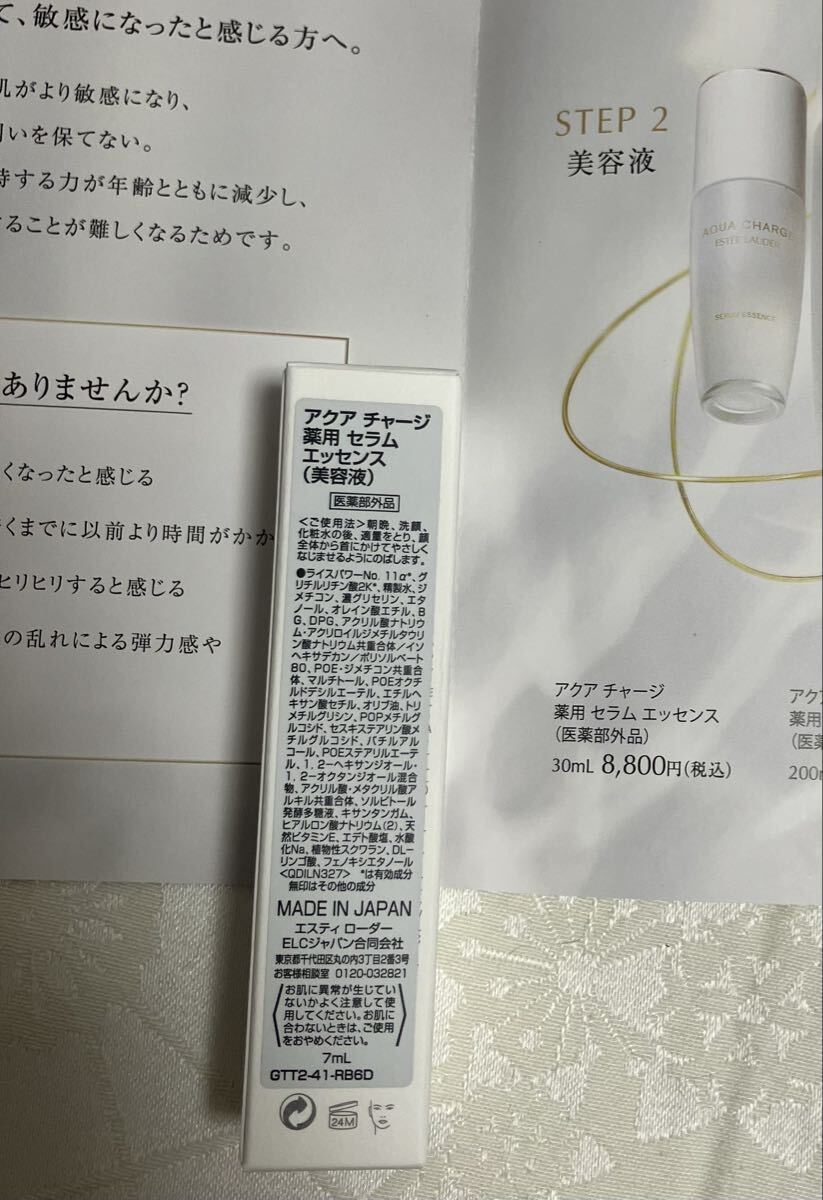 て、敏感になったと感じる方へ。
肌がより敏感になり、
潤いを保てない。
持する力が年齢とともに減少し、
することが難しくなるためです。
ありませんか?
くなったと感じる
くまでに以前より時間がかか
ヒリヒリすると感じる
の乱れによる弾力感や
STEP 2
美容液
AQUA CHARGE
ESTEE LAUDER
SERUM ESSENCE
アクア チャージ
薬用 セラム エッセンス
(医薬部外品)
30mL 8,800円(税込)
アクア
薬用
(医薬
200m
アクア チャージ
薬用 セラム
エッセンス
(美容液)
医薬部外品
<ご使用法>朝晩、洗顔、
化粧水の後、適量をとり、顔
全体から首にかけてやさしく
なじませるようにのばします。
●ライスパワーNo. 11α*、グ
リチルリチン酸2K*、精製水、ジ
メチコン、濃グリセリン、エタ
ノール、オレイン酸エチル、B
G、DPG、アクリル酸ナトリウ
ム・アクリロイルジメチルタウリ
ン酸ナトリウム共重合体/イソ
ヘキサデカン/ポリソルベート
80、POE・ジメチコン共重合
体、マルチトール、POEオクチ
ルドデシルエーテル、エチルヘ
キサン酸セチル、オリブ油、トリ
メチルグリシン、POPメチルグ
ルコシド、セスキステアリン酸メ
チルグルコシド、バチルアル
コール、POEステアリルエーテ
ル、1, 2-ヘキサンジオール・
1, 2-オクタンジオール混合
物、アクリル酸・メタクリル酸ア
ルキル共重合体、ソルビトール
発酵多糖液、キサンタンガム、
ヒアルロン酸ナトリウム(2)、天
然ビタミンE、エデト酸塩、水酸
化Na、植物性スクワラン、DL-
リンゴ酸、フェノキシエタノール
<QDILN327> *は有効成分
無印はその他の成分
MADE IN JAPAN
エスティ ローダー
ELCジャパン合同会社
東京都千代田区丸の内3丁目2番3号
お客様相談室 0120-032821
お肌に異常が生じてい
ないかよく注意して使
用してください。お肌に
合わないときは、ご使用
をおやめください。
7mL
GTT2-41-RB6D
24M